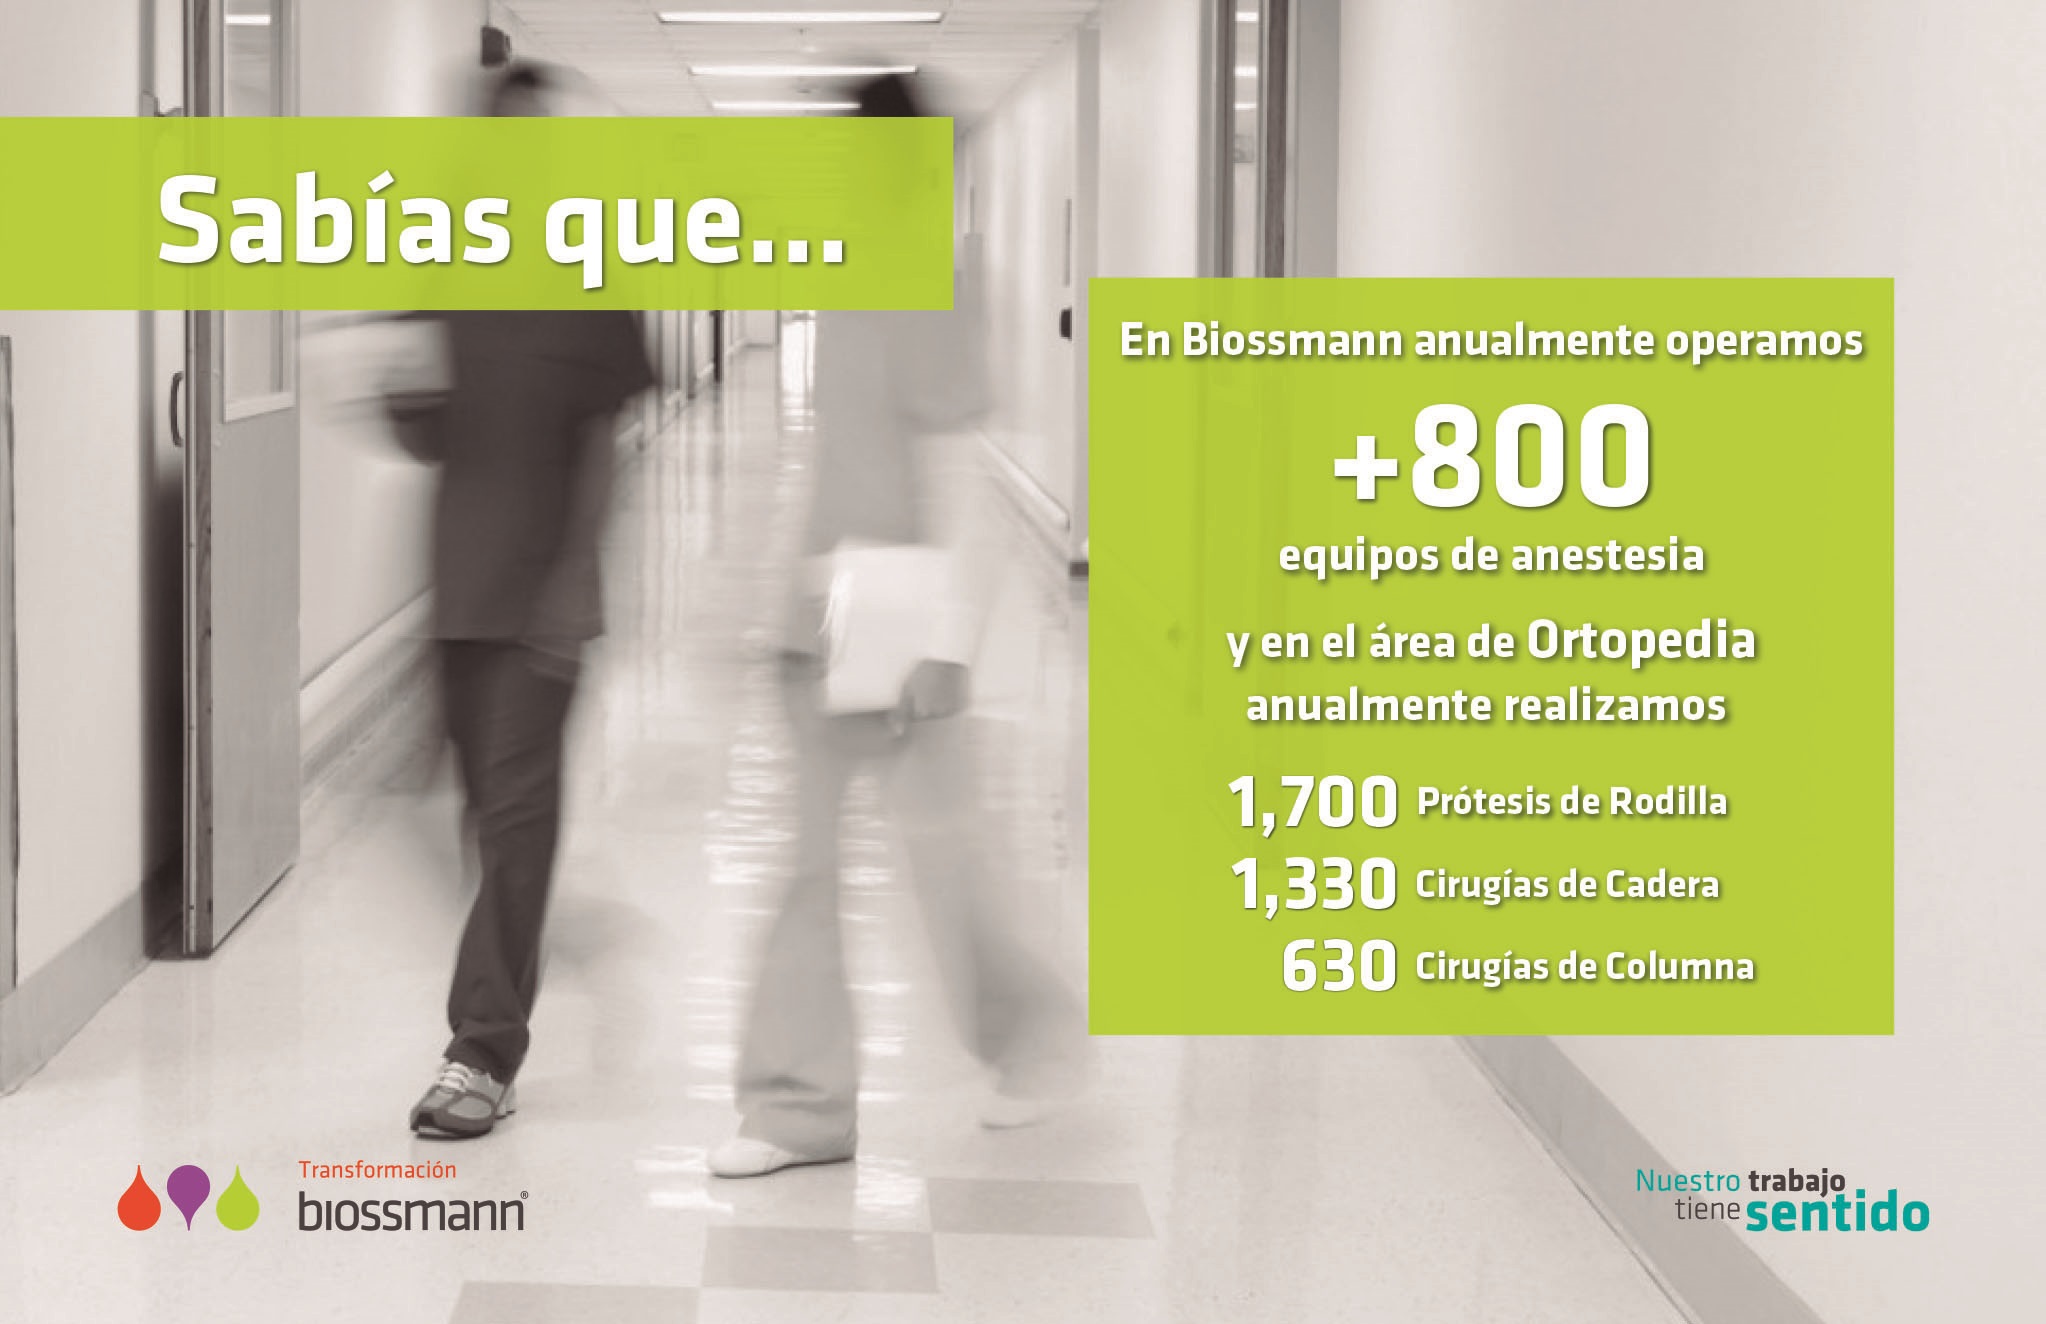 Sabías que...
En Biossmann anualmente operamos
+800
equipos de anestesia
y en el área de Ortopedia
anualmente realizamos
1,700 Prótesis de Rodilla
1,330 Cirugías de Cadera
630 Cirugías de Columna
Transformación
biossmann®
Nuestro trabajo
tiene sentido